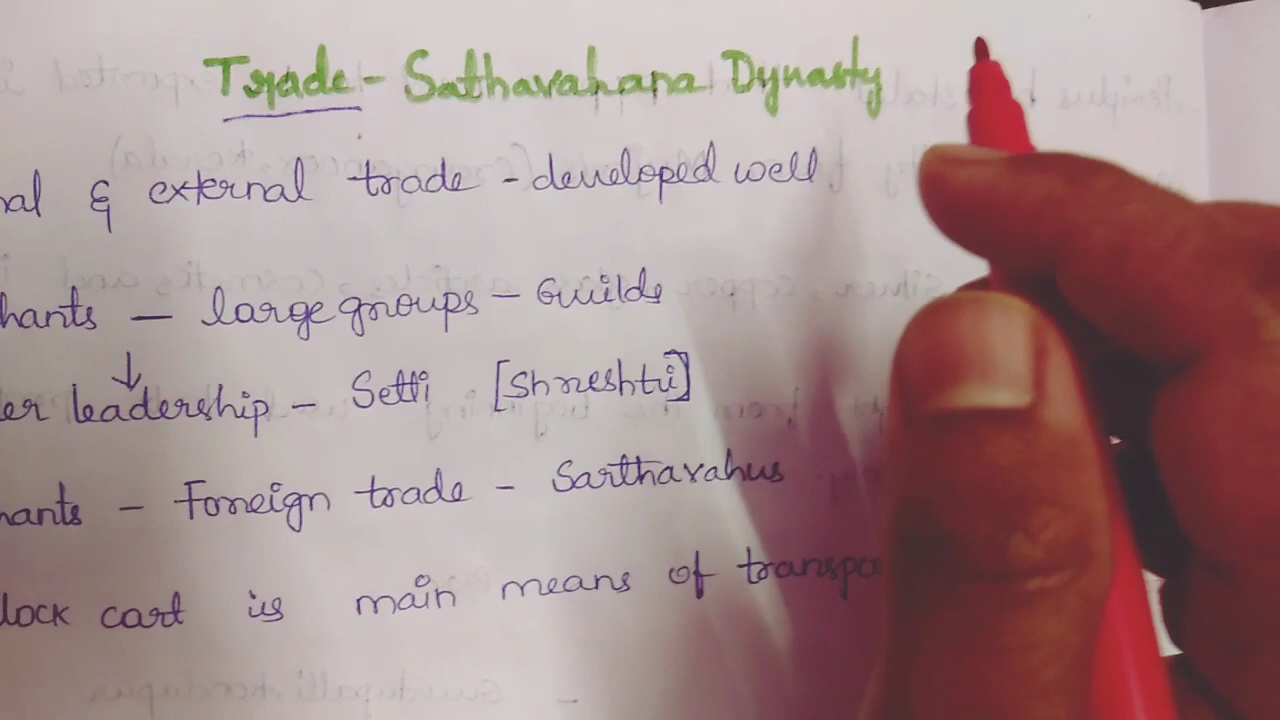 Trade - Sathavahana Dynasty
nal & external trade - developed well
hants - large groups - Guilds
er leadership - Setti [Shreshti]
hants - Foreign trade - Sarthavahus
lock cart is main means of transpo